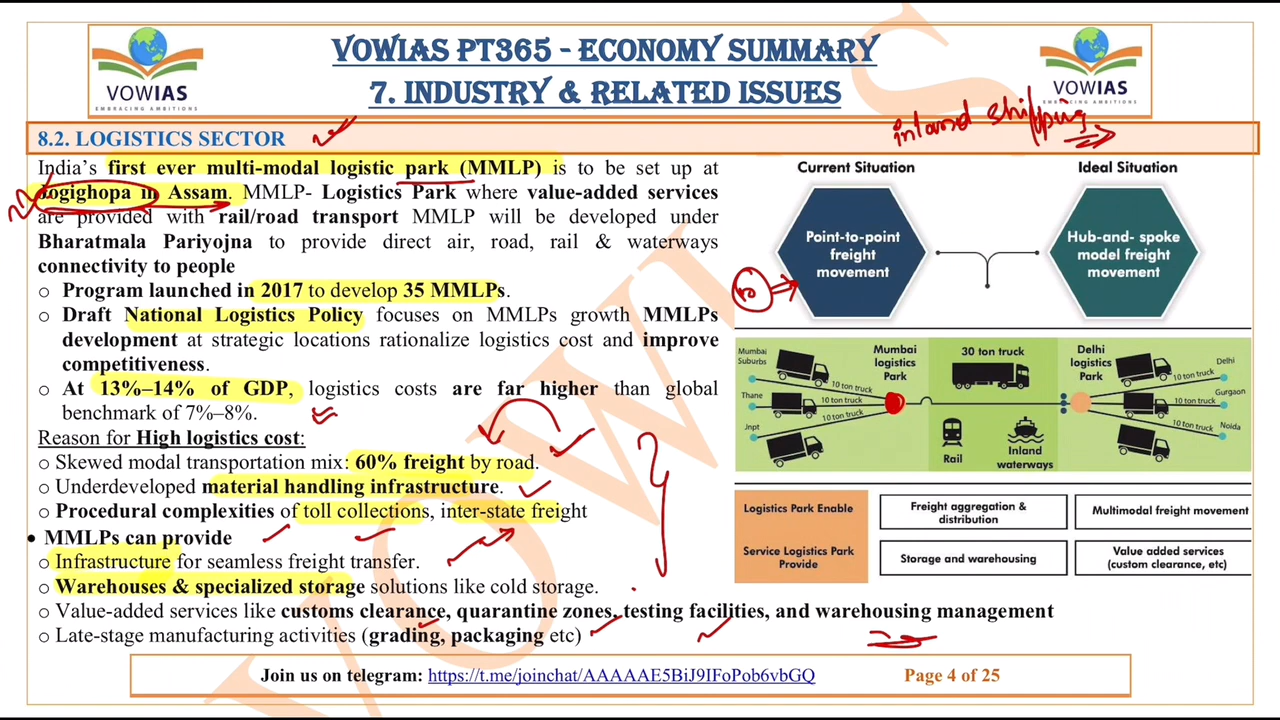 VOWIAS PT365 - ECONOMY SUMMARY
7. INDUSTRY & RELATED ISSUES
VOWIAS
EMBRACING AMBITIONS
VOWIAS
EMBRACING AMBITIONS
8.2. LOGISTICS SECTOR
inland shipping
India's first ever multi-modal logistic park (MMLP) is to be set up at
Jogighopa in Assam. MMLP- Logistics Park where value-added services
are provided with rail/road transport MMLP will be developed under
Bharatmala Pariyojna to provide direct air, road, rail & waterways
connectivity to people
o Program launched in 2017 to develop 35 MMLPs.
o Draft National Logistics Policy focuses on MMLPs growth MMLPs
development at strategic locations rationalize logistics cost and improve
competitiveness.
o At 13%–14% of GDP, logistics costs are far higher than global
benchmark of 7%–8%.
Reason for High logistics cost:
o Skewed modal transportation mix: 60% freight by road.
o Underdeveloped material handling infrastructure.
o Procedural complexities of toll collections, inter-state freight
• MMLPs can provide
o Infrastructure for seamless freight transfer.
o Warehouses & specialized storage solutions like cold storage.
o Value-added services like customs clearance, quarantine zones, testing facilities, and warehousing management
o Late-stage manufacturing activities (grading, packaging etc)
Current Situation
Ideal Situation
Point-to-point
freight
movement
Hub-and- spoke
model freight
movement
Mumbai
Suburbs
Thane
Jnpt
10 ton truck
10 ton truck
10 ton truck
Mumbai
logistics
Park
30 ton truck
Rail
Inland
waterways
Delhi
logistics
Park
10 ton truck
10 ton truck
10 ton truck
Delhi
Gurgaon
Noida
Logistics Park Enable
Freight aggregation &
distribution
Multimodal freight movement
Service Logistics Park
Provide
Storage and warehousing
Value added services
(custom clearance, etc)
VOWIAS
Join us on telegram: https://t.me/joinchat/AAAAAE5BiJ9IFoPob6vbGQ
Page 4 of 25